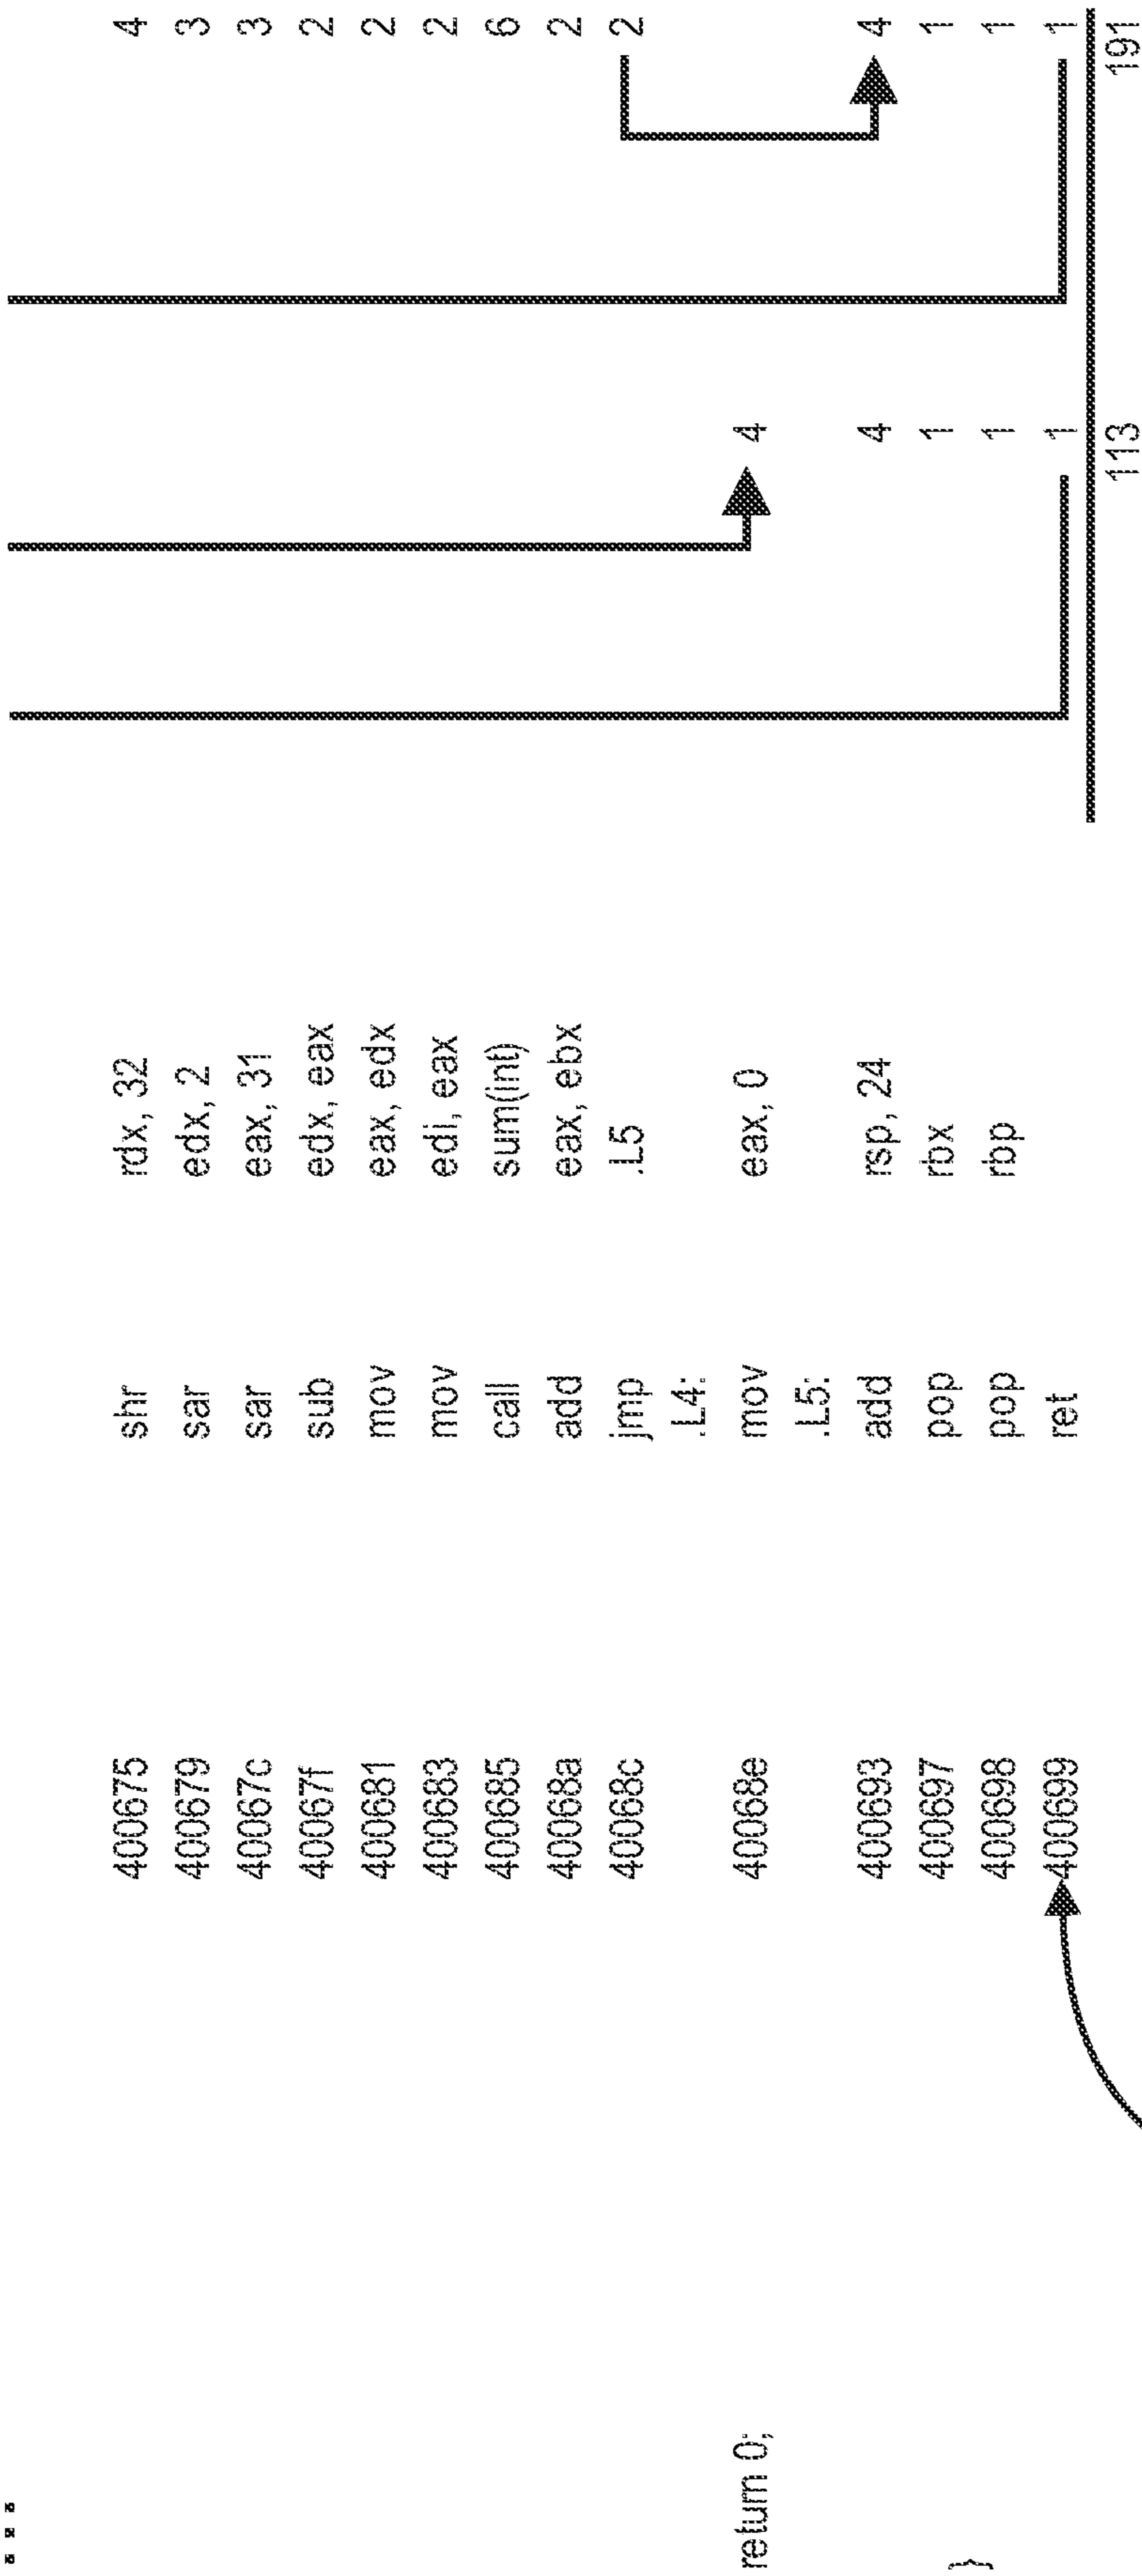 ...
400675 shr rdx, 32 4
400679 sar edx, 2 3
40067c sar eax, 31 3
40067f sub edx, eax 2
400681 mov eax, edx 2
400683 mov edi, eax 2
400685 call sum(int) 6
40068a add eax, ebx 2
40068c jmp .L5 2
.L4:
return 0; 40068e mov eax, 0 4
.L5:
400693 add rsp, 24 4 4
400697 pop rbx 1 1
} 400698 pop rbp 1 1
400699 ret 1 1
113 191